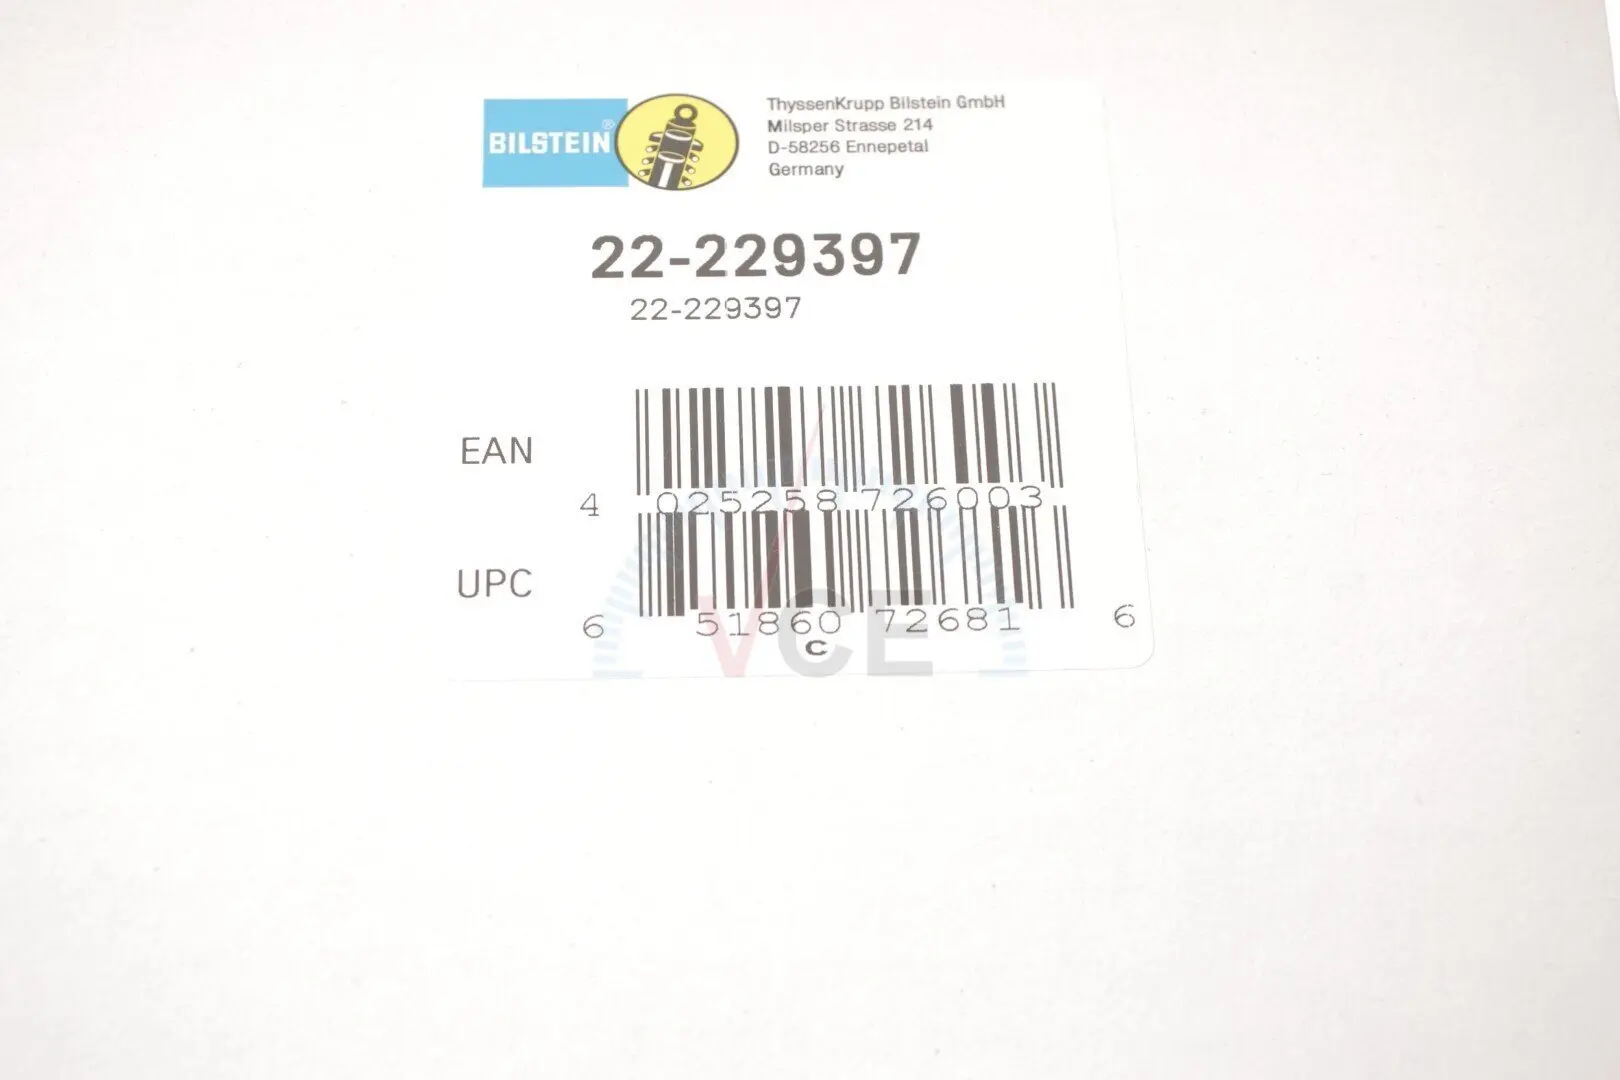 BILSTEIN®
ThyssenKrupp Bilstein GmbH
Milsper Strasse 214
D-58256 Ennepetal
Germany
22-229397
22-229397
EAN
4 025258 726003
UPC
6 51860 72681 6
C
VCE